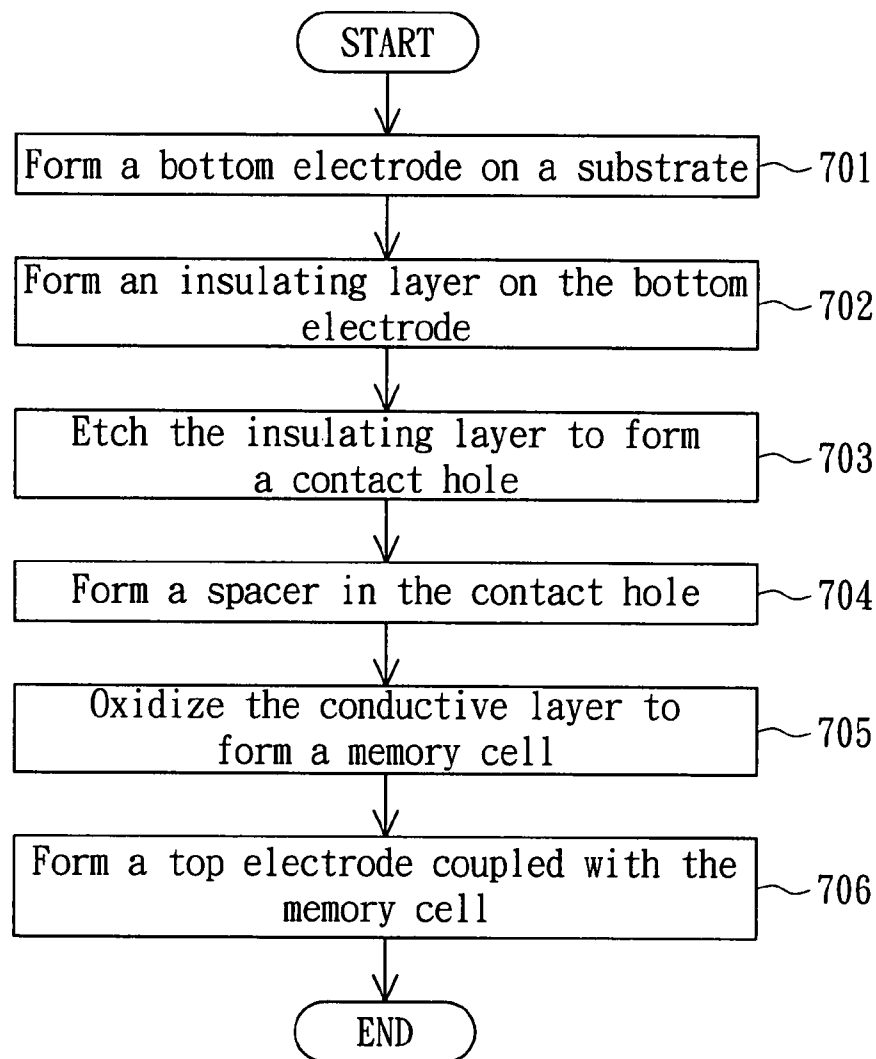 START
Form a bottom electrode on a substrate 701
Form an insulating layer on the bottom
electrode
702
Etch the insulating layer to form
a contact hole
703
Form a spacer in the contact hole 704
Oxidize the conductive layer to
form a memory cell
705
Form a top electrode coupled with the
memory cell
706
END